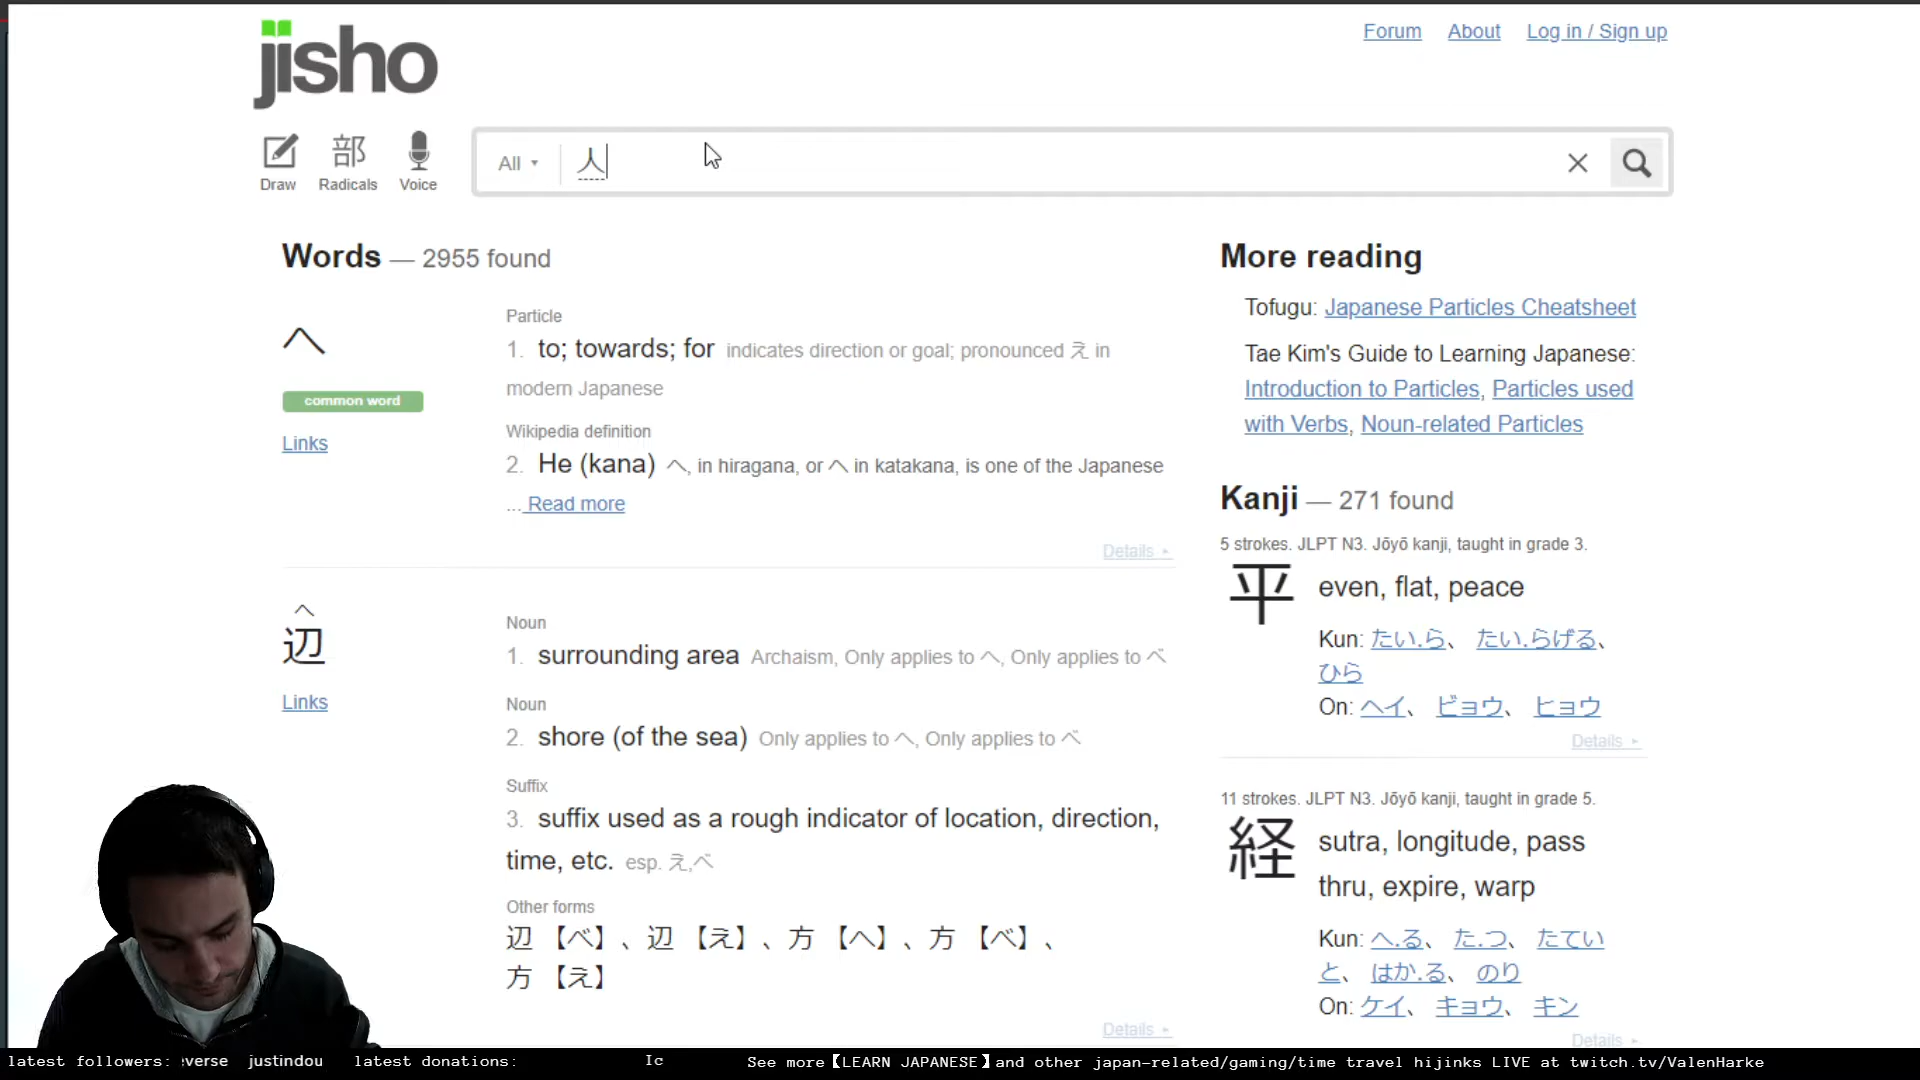 jisho
Forum About Log in / Sign up
Draw Radicals Voice
部
All 人
Words — 2955 found
へ
common word
Links
Particle
1. to; towards; for indicates direction or goal; pronounced え in
modern Japanese
Wikipedia definition
2. He (kana) へ, in hiragana, or ヘ in katakana, is one of the Japanese
... Read more
Details
へ
辺
Links
Noun
1. surrounding area Archaism, Only applies to へ, Only applies to べ
Noun
2. shore (of the sea) Only applies to へ, Only applies to べ
Suffix
3. suffix used as a rough indicator of location, direction,
time, etc. esp. え,べ
Other forms
辺 【べ】、辺 【え】、方 【へ】、方 【べ】、
方 【え】
Details
More reading
Tofugu: Japanese Particles Cheatsheet
Tae Kim's Guide to Learning Japanese:
Introduction to Particles, Particles used
with Verbs, Noun-related Particles
Kanji — 271 found
5 strokes. JLPT N3. Jōyō kanji, taught in grade 3.
平 even, flat, peace
Kun: たい.ら、 たい.らげる、
ひら
On: ヘイ、 ビョウ、 ヒョウ
Details
11 strokes. JLPT N3. Jōyō kanji, taught in grade 5.
経 sutra, longitude, pass
thru, expire, warp
Kun: へ.る、 た.つ、 たてい
と、 はか.る、 のり
On: ケイ、 キョウ、 キン
Details
latest followers: verse justindou latest donations: Ic See more【LEARN JAPANESE】and other japan-related/gaming/time travel hijinks LIVE at twitch.tv/ValenHarke